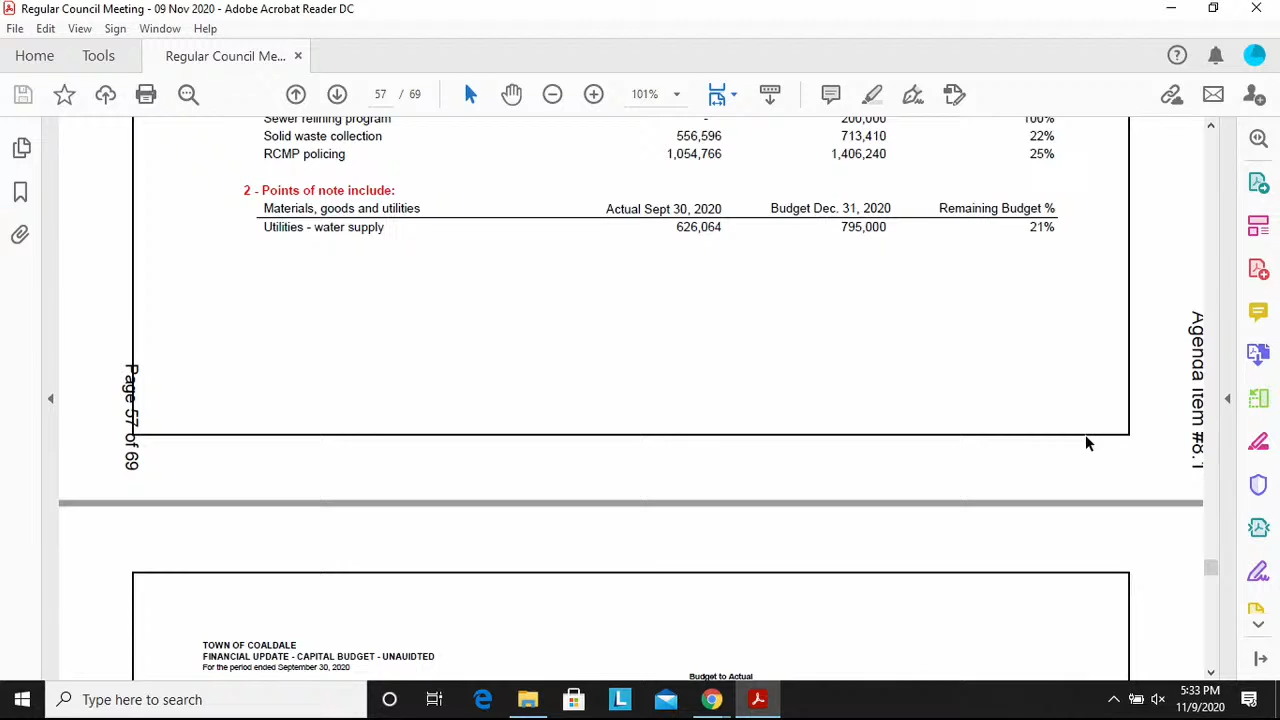 Regular Council Meeting - 09 Nov 2020 - Adobe Acrobat Reader DC
File Edit View Sign Window Help
Home Tools Regular Council Me... ×
57 / 69 101%
Sewer relining program - 200,000 100%
Solid waste collection 556,596 713,410 22%
RCMP policing 1,054,766 1,406,240 25%
2 - Points of note include:
Materials, goods and utilities Actual Sept 30, 2020 Budget Dec. 31, 2020 Remaining Budget %
Utilities - water supply 626,064 795,000 21%
Page 57 of 69
Agenda Item #8.1
TOWN OF COALDALE
FINANCIAL UPDATE - CAPITAL BUDGET - UNAUIDTED
For the period ended September 30, 2020
Budget to Actual
Type here to search
5:33 PM
11/9/2020